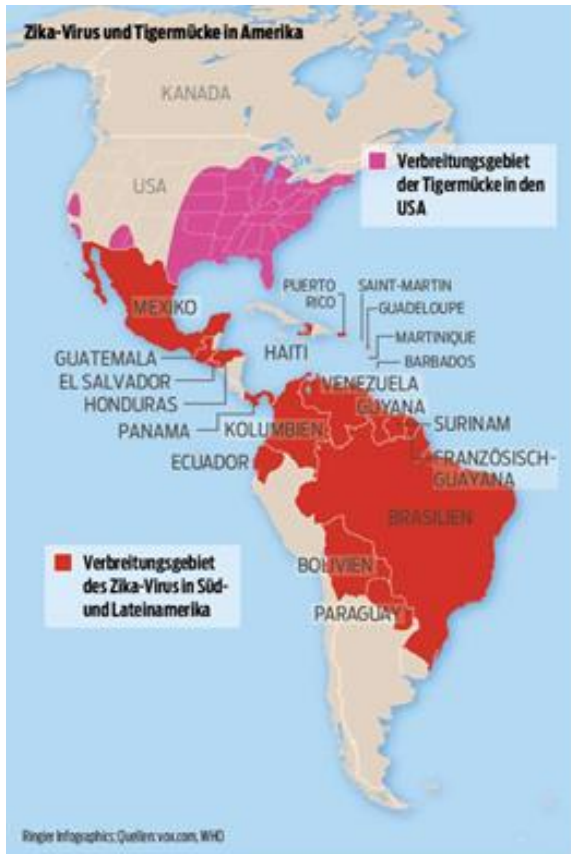 Zika-Virus und Tigermücke in Amerika
KANADA
USA
Verbreitungsgebiet
der Tigermücke in den
USA
MEXIKO
PUERTO
RICO
SAINT-MARTIN
GUADELOUPE
MARTINIQUE
BARBADOS
HAITI
GUATEMALA
EL SALVADOR
HONDURAS
PANAMA
VENEZUELA
GUYANA
KOLUMBIEN
SURINAM
ECUADOR
FRANZÖSISCH-
GUAYANA
BRASILIEN
Verbreitungsgebiet
des Zika-Virus in Süd-
und Lateinamerika
BOLIVIEN
PARAGUAY
Ringier Infographics; Quellen: vox.com, WHO